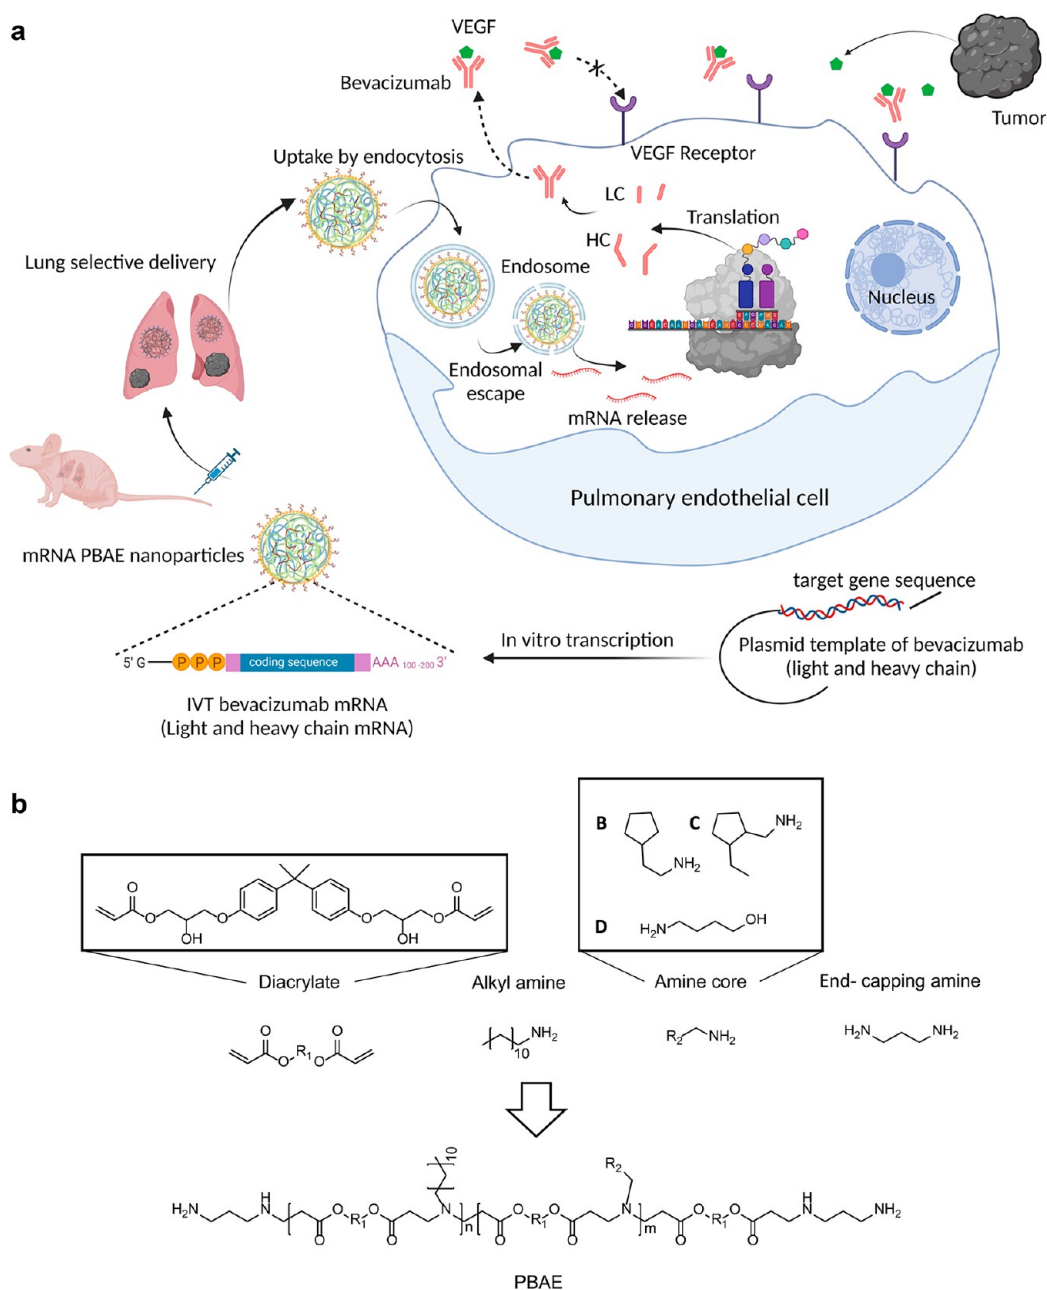 a
VEGF
Bevacizumab
Tumor
Uptake by endocytosis
VEGF Receptor
LC
Translation
HC
Lung selective delivery
Endosome
Nucleus
Endosomal
escape
mRNA release
Pulmonary endothelial cell
mRNA PBAE nanoparticles
target gene sequence
In vitro transcription
Plasmid template of bevacizumab
(light and heavy chain)
5' G P P P coding sequence AAA 100-200 3'
IVT bevacizumab mRNA
(Light and heavy chain mRNA)
b
B C NH2
NH2
O O
O O O O
OH OH
D H2N OH
Diacrylate Alkyl amine Amine core End- capping amine
O O
O R1 O
NH2
10
R2 NH2
H2N NH2
10
R2
H2N H N O R1 O N n O R1 O N m O R1 O H N NH2
O O O O O O
PBAE